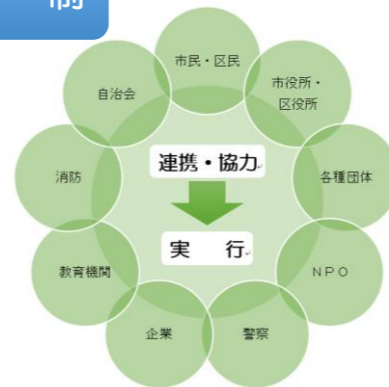 市民・区民
市役所・
区役所
各種団体
ＮＰＯ
警察
企業
教育機関
消防
自治会
連携・協力
実　行